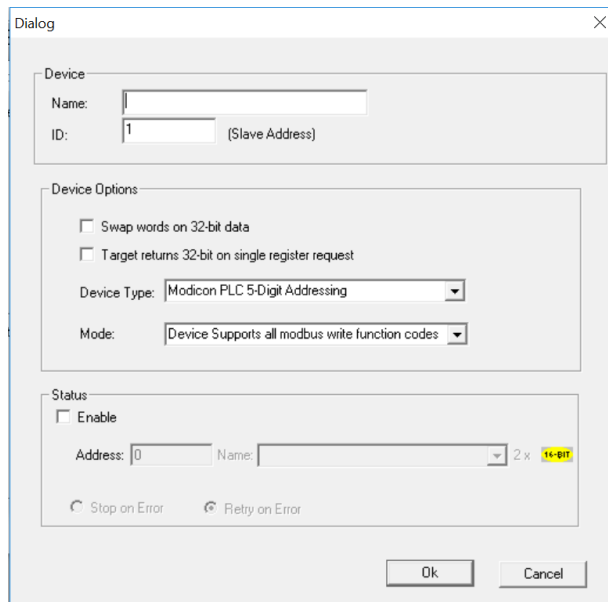 Dialog
Device
Name:
ID: 1 (Slave Address)
Device Options
Swap words on 32-bit data
Target returns 32-bit on single register request
Device Type: Modicon PLC 5-Digit Addressing
Mode: Device Supports all modbus write function codes
Status
Enable
Address: 0 Name: 2 x 16-BIT
Stop on Error Retry on Error
Ok Cancel